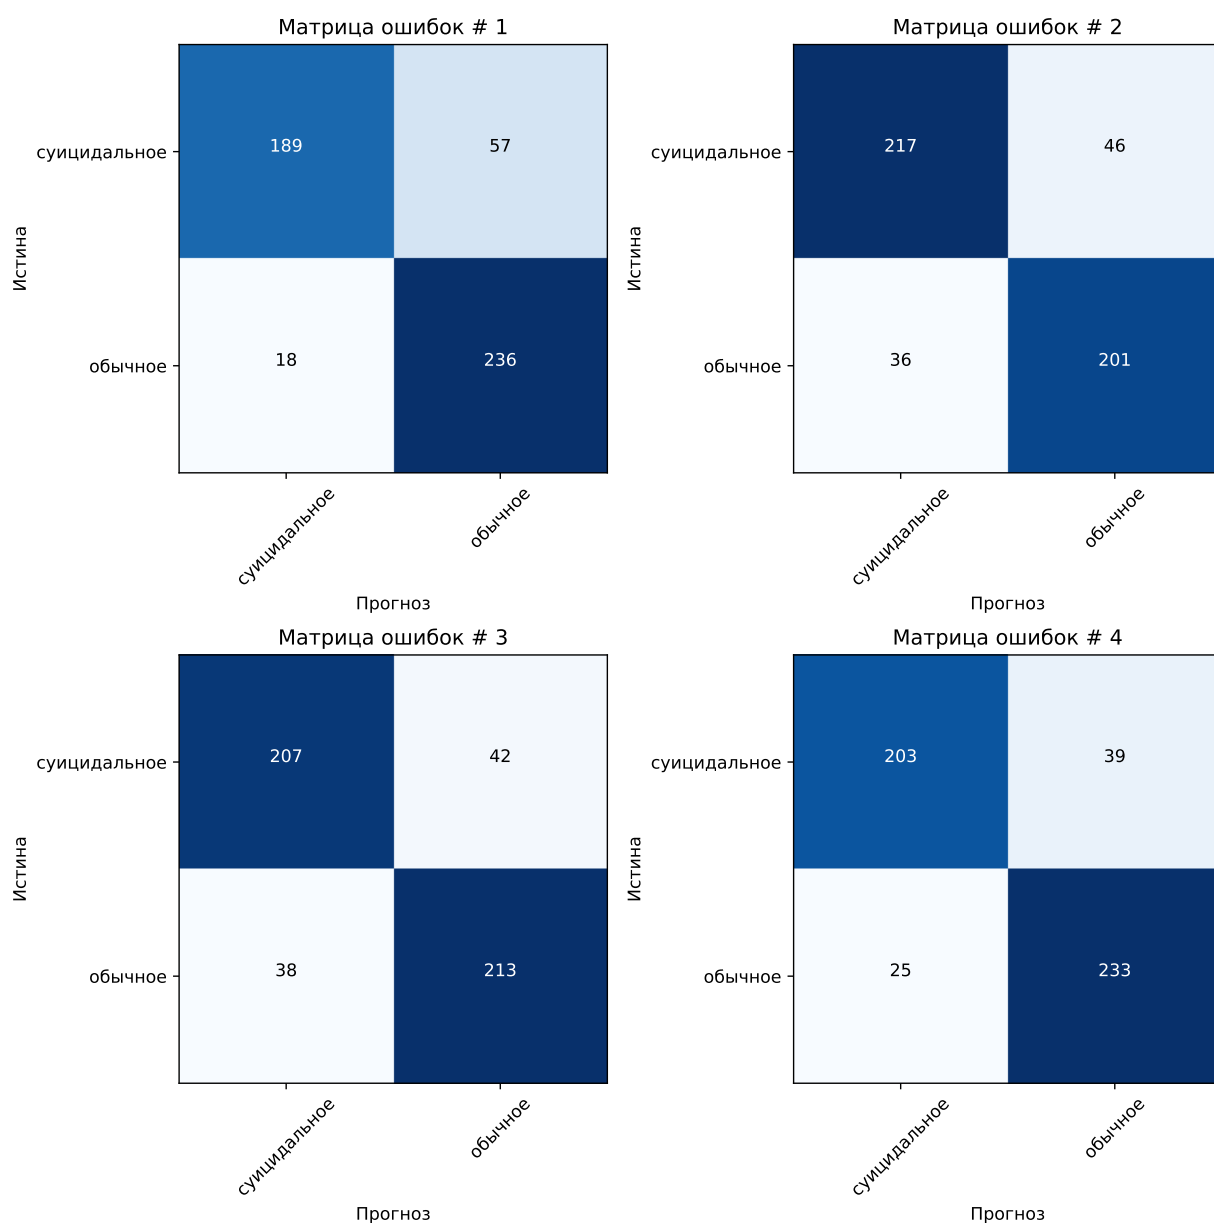 Матрица ошибок # 1
суицидальное
189
57
Истина
обычное
18
236
суицидальное
обычное
Прогноз
Матрица ошибок # 2
суицидальное
217
46
Истина
обычное
36
201
суицидальное
обычное
Прогноз
Матрица ошибок # 3
суицидальное
207
42
Истина
обычное
38
213
суицидальное
обычное
Прогноз
Матрица ошибок # 4
суицидальное
203
39
Истина
обычное
25
233
суицидальное
обычное
Прогноз